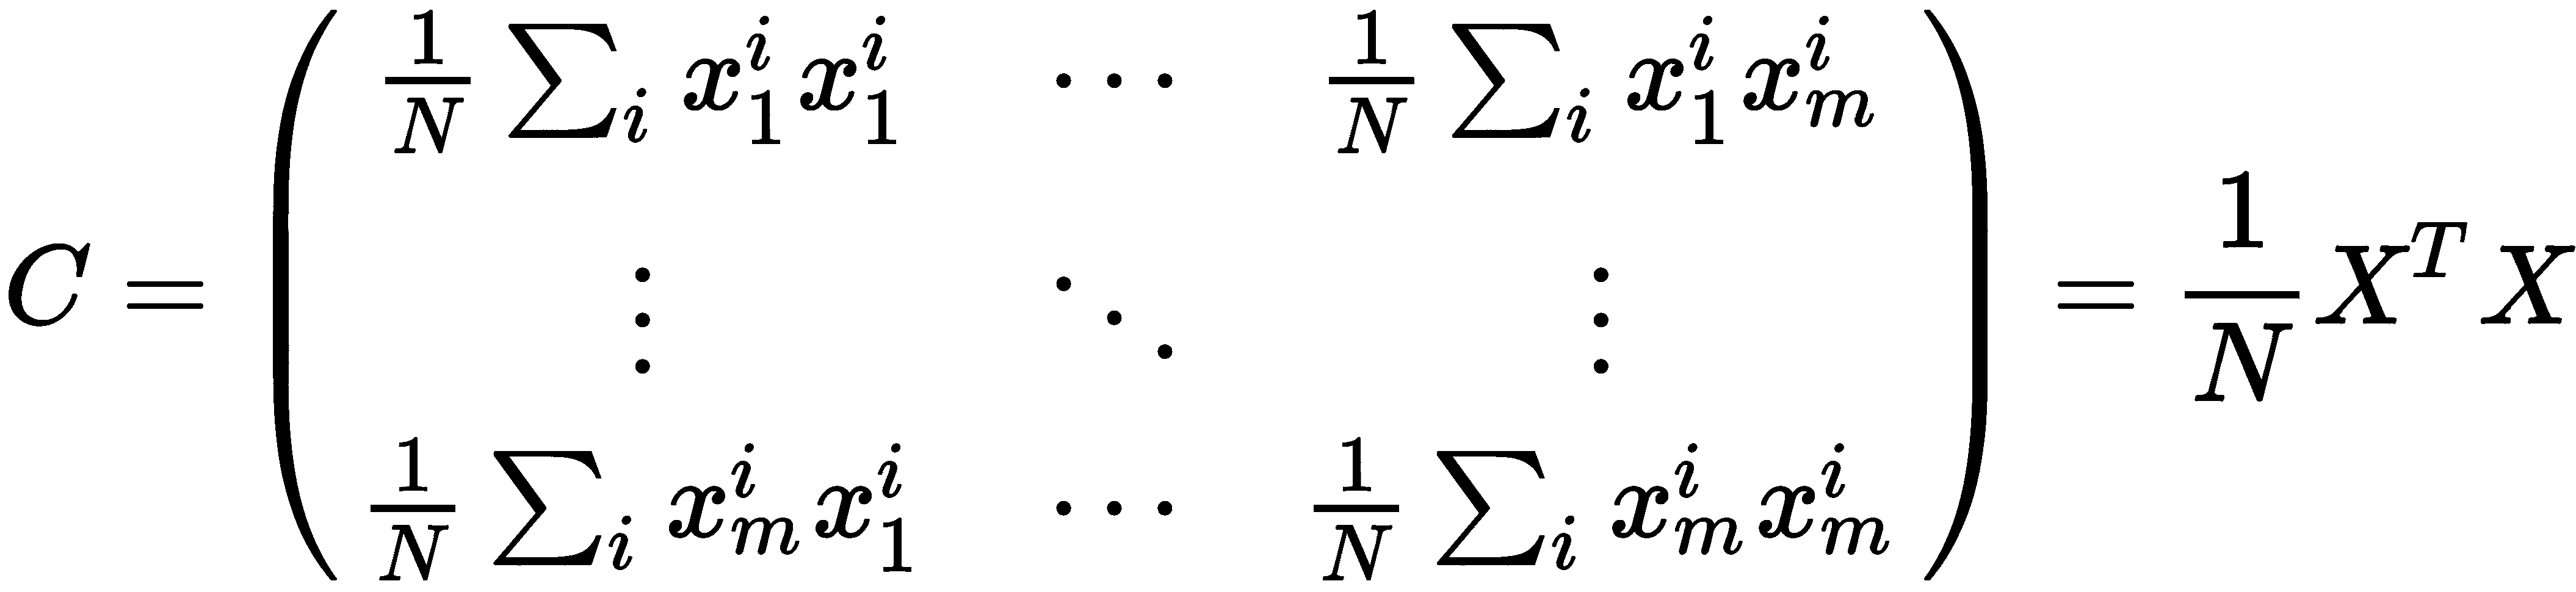 C = \begin{pmatrix} \frac{1}{N} \sum_i x_1^i x_1^i & \cdots & \frac{1}{N} \sum_i x_1^i x_m^i \\ \vdots & \ddots & \vdots \\ \frac{1}{N} \sum_i x_m^i x_1^i & \cdots & \frac{1}{N} \sum_i x_m^i x_m^i \end{pmatrix} = \frac{1}{N} X^T X